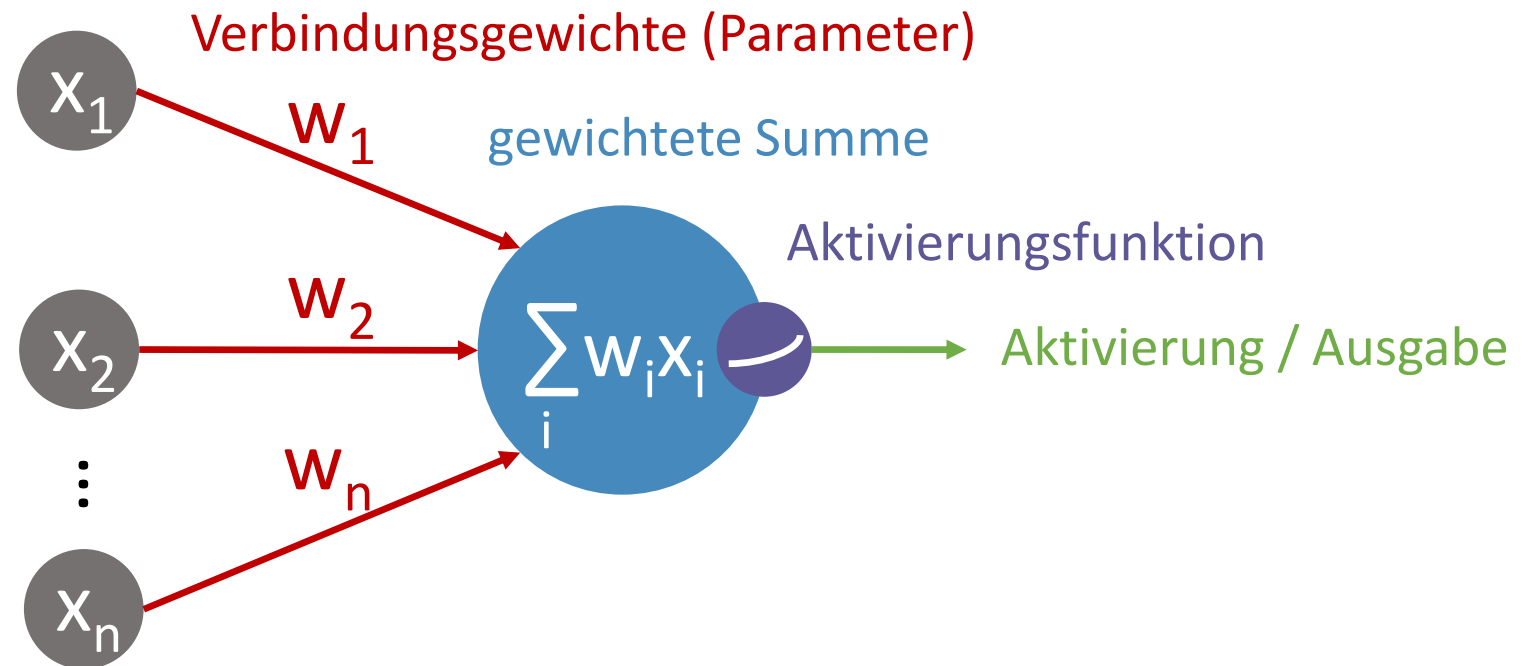 Verbindungsgewichte (Parameter)
x₁
w₁
gewichtete Summe
Aktivierungsfunktion
x₂
w₂
∑ᵢ wᵢxᵢ
Aktivierung / Ausgabe
⋮
wₙ
xₙ